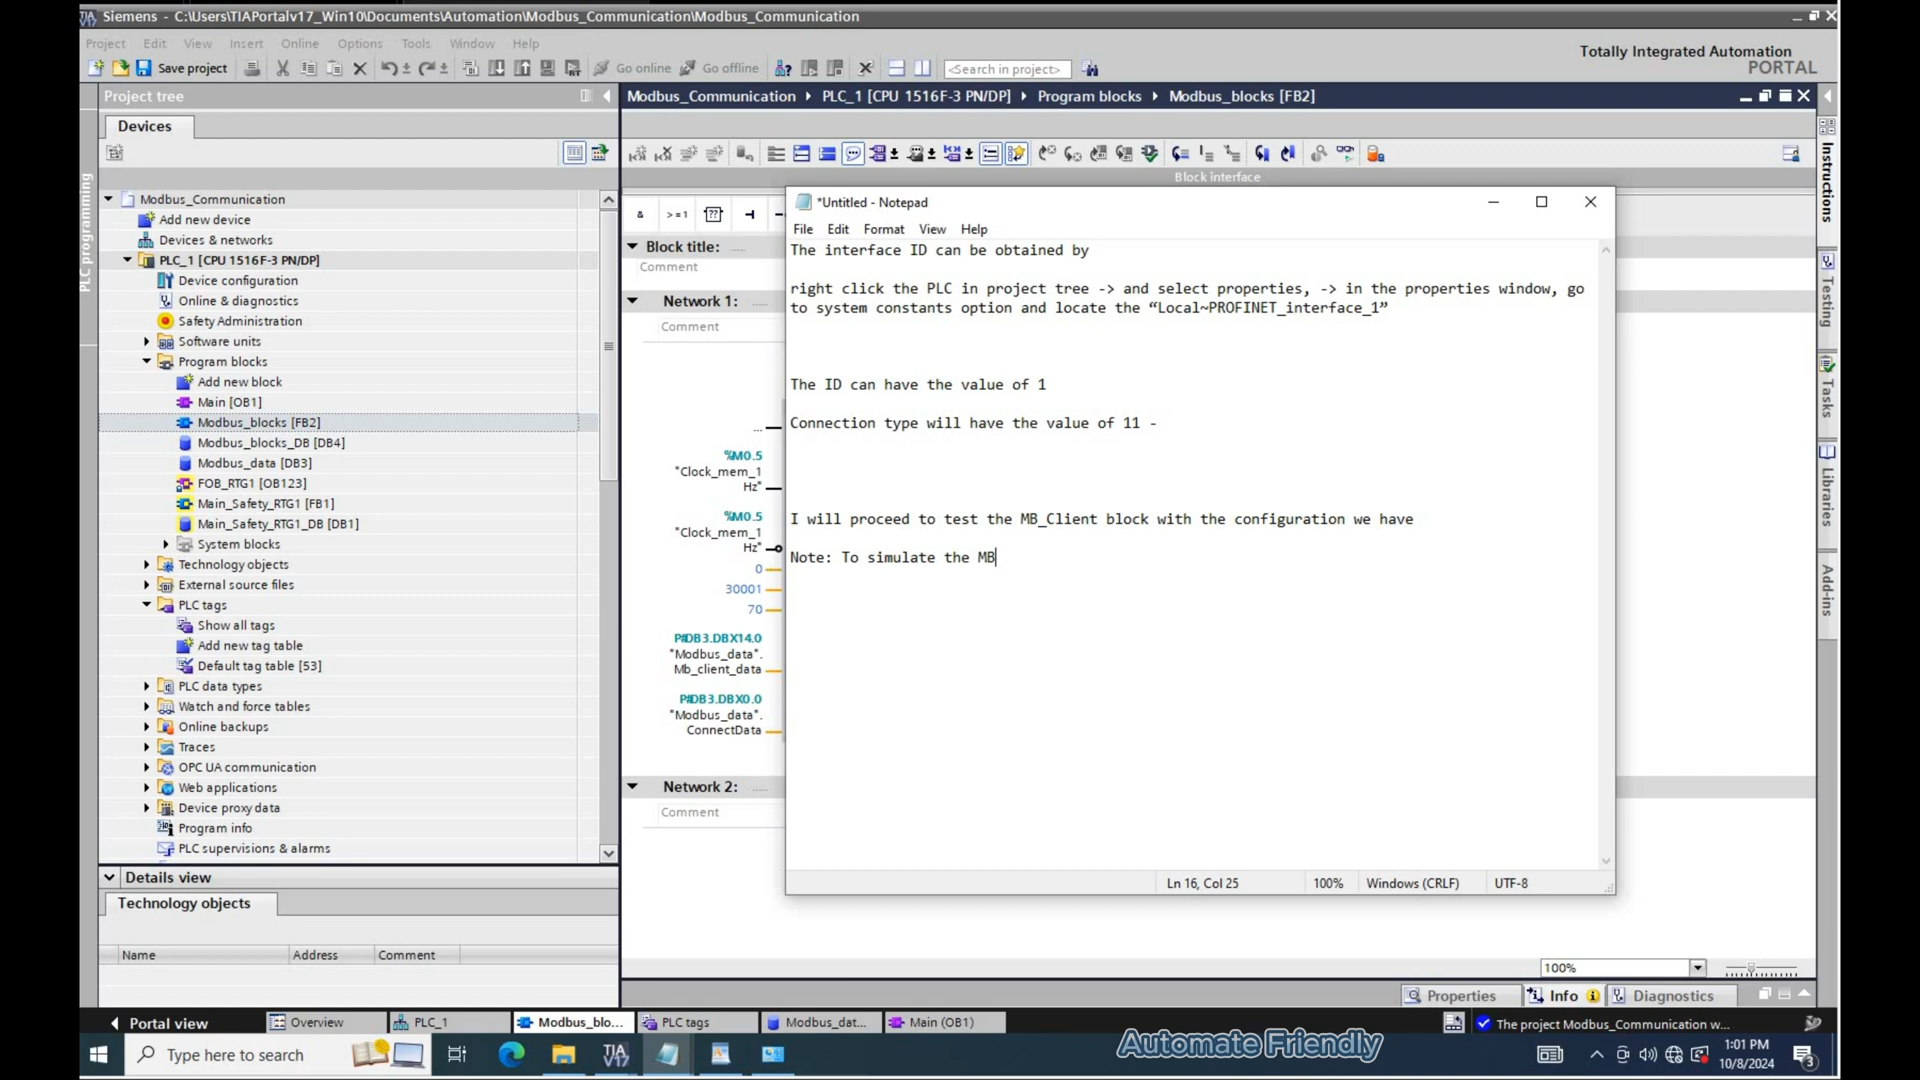 Siemens - C:\Users\TIAPortalv17_Win10\Documents\Automation\Modbus_Communication\Modbus_Communication
Project Edit View Insert Online Options Tools Window Help
Totally Integrated Automation
PORTAL
Save project
Go online
Go offline
<Search in project>
Project tree
Modbus_Communication PLC_1 [CPU 1516F-3 PN/DP] Program blocks Modbus_blocks [FB2]
Devices
PLC programming
Block interface
Modbus_Communication
Add new device
Devices & networks
PLC_1 [CPU 1516F-3 PN/DP]
Device configuration
Online & diagnostics
Safety Administration
Software units
Program blocks
Add new block
Main [OB1]
Modbus_blocks [FB2]
Modbus_blocks_DB [DB4]
Modbus_data [DB3]
FOB_RTG1 [OB123]
Main_Safety_RTG1 [FB1]
Main_Safety_RTG1_DB [DB1]
System blocks
Technology objects
External source files
PLC tags
Show all tags
Add new tag table
Default tag table [53]
PLC data types
Watch and force tables
Online backups
Traces
OPC UA communication
Web applications
Device proxy data
Program info
PLC supervisions & alarms
Details view
Technology objects
Name Address Comment
& >=1 ??
Block title: .....
Comment
Network 1: .....
Comment
...
%M0.5
"Clock_mem_1
Hz"
%M0.5
"Clock_mem_1
Hz"
0
30001
70
P#DB3.DBX14.0
"Modbus_data".
Mb_client_data
P#DB3.DBX0.0
"Modbus_data".
ConnectData
Network 2: .....
Comment
*Untitled - Notepad
File Edit Format View Help
The interface ID can be obtained by
right click the PLC in project tree -> and select properties, -> in the properties window, go
to system constants option and locate the “Local~PROFINET_interface_1”
The ID can have the value of 1
Connection type will have the value of 11 -
I will proceed to test the MB_Client block with the configuration we have
Note: To simulate the MB
Ln 16, Col 25 100% Windows (CRLF) UTF-8
Instructions
Testing
Tasks
Libraries
Add-ins
100%
Properties Info Diagnostics
Portal view Overview PLC_1 Modbus_blo... PLC tags Modbus_dat... Main (OB1)
The project Modbus_Communication w...
Type here to search
Automate Friendly
1:01 PM
10/8/2024
3